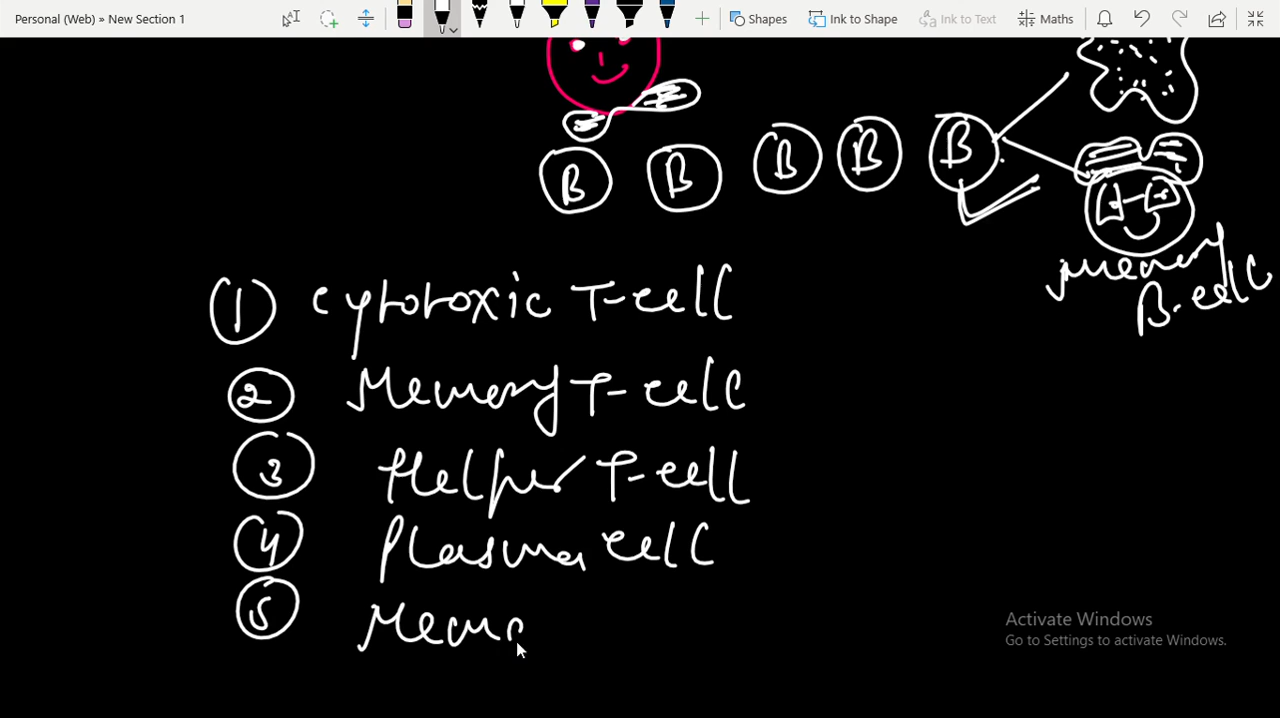 Personal (Web) » New Section 1
Shapes
Ink to Shape
Ink to Text
Maths
B B B B B
Memory
B-cell
1 Cytotoxic T-cell
2 Memory T-cell
3 Helper T-cell
4 Plasma cell
5 Memo
Activate Windows
Go to Settings to activate Windows.